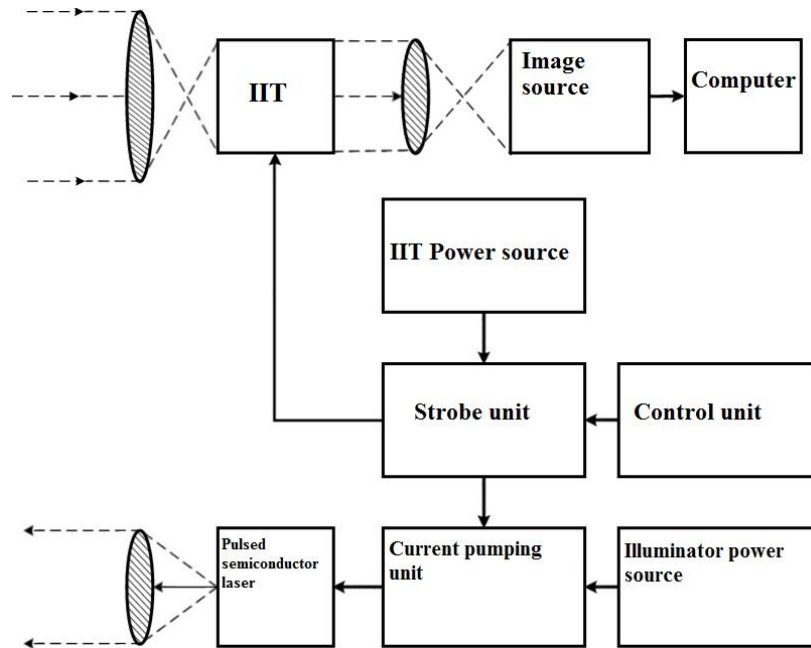 IIT
Image
source
Computer
IIT Power source
Strobe unit
Control unit
Pulsed
semiconductor
laser
Current pumping
unit
Illuminator power
source